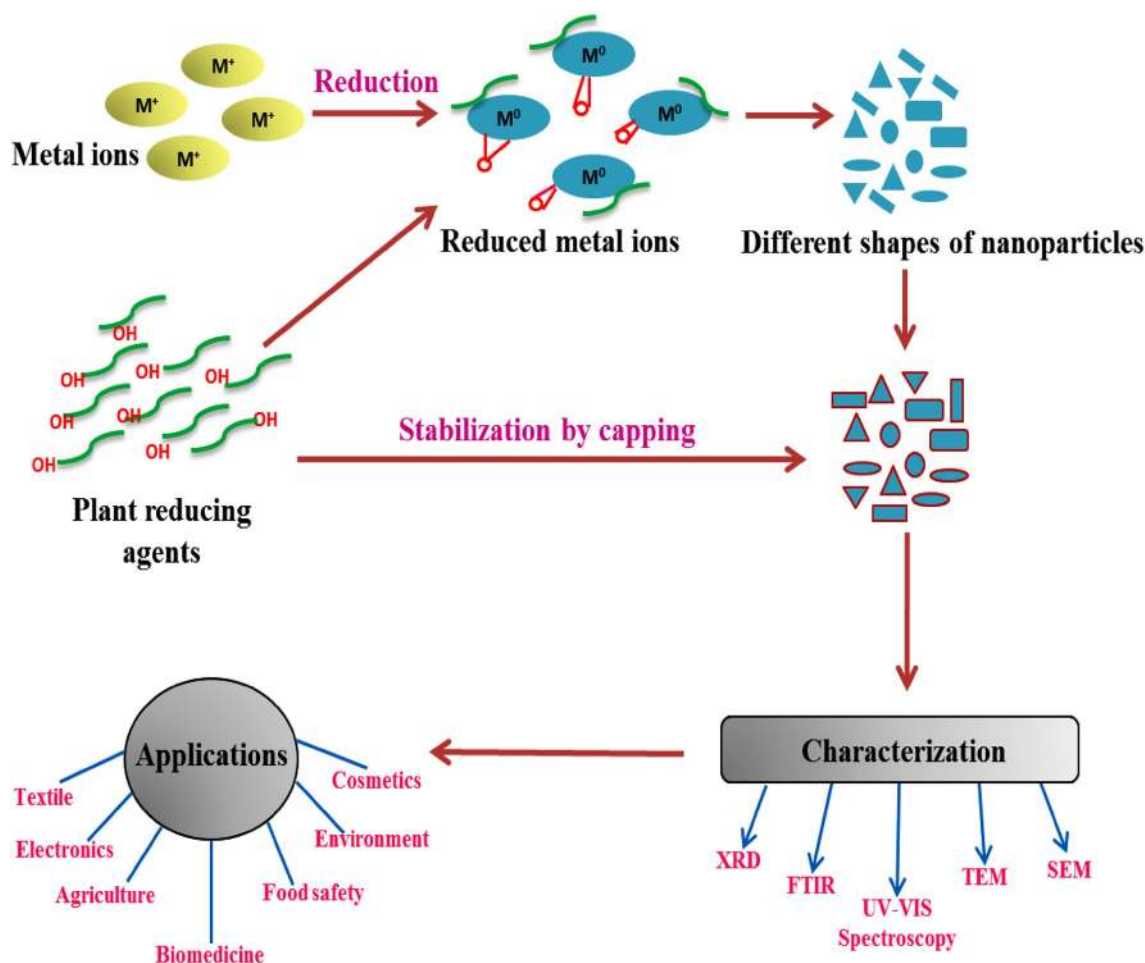 M⁺
M⁺
M⁺
M⁺
Metal ions
Reduction
M⁰
M⁰
M⁰
M⁰
Reduced metal ions
Different shapes of nanoparticles
OH
OH
OH
OH
OH
OH
OH
OH
OH
Plant reducing
agents
Stabilization by capping
Characterization
XRD
FTIR
UV-VIS
Spectroscopy
TEM
SEM
Applications
Textile
Electronics
Agriculture
Biomedicine
Food safety
Environment
Cosmetics